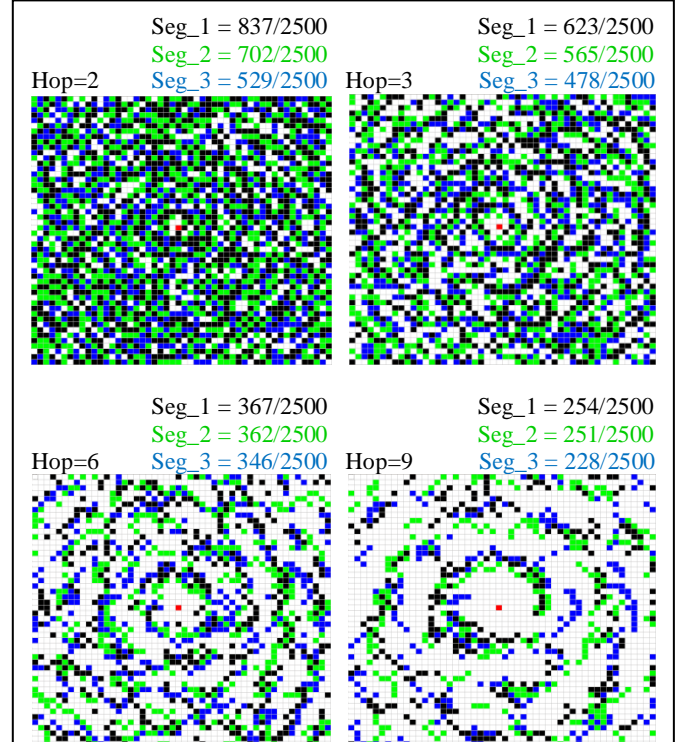 Seg_1 = 837/2500
Seg_2 = 702/2500
Hop=2 Seg_3 = 529/2500
Seg_1 = 623/2500
Seg_2 = 565/2500
Hop=3 Seg_3 = 478/2500
Seg_1 = 367/2500
Seg_2 = 362/2500
Hop=6 Seg_3 = 346/2500
Seg_1 = 254/2500
Seg_2 = 251/2500
Hop=9 Seg_3 = 228/2500